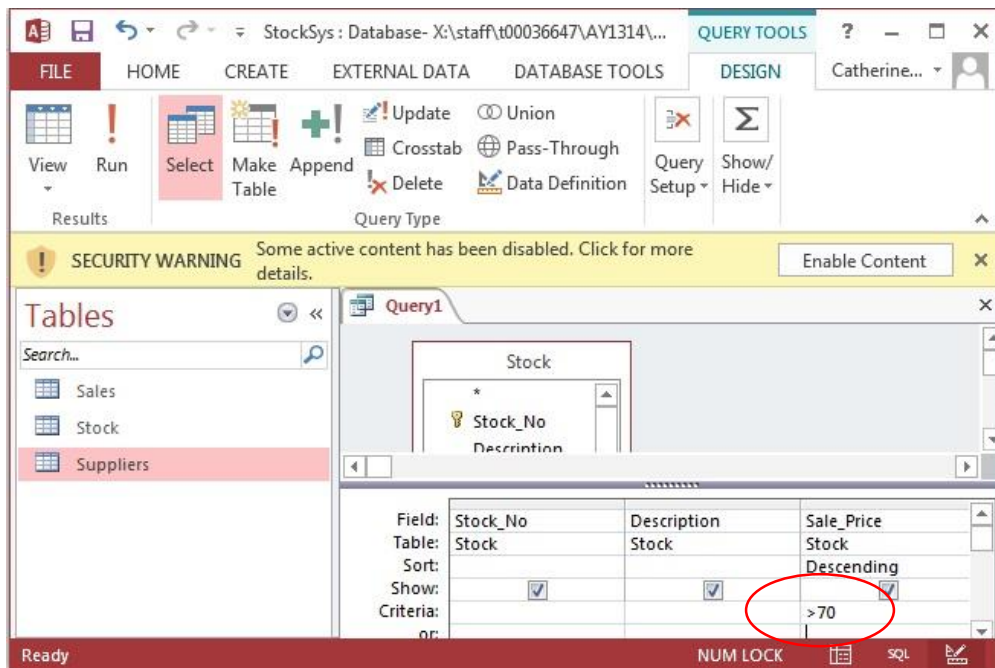 StockSys : Database- X:\staff\t00036647\AY1314\... QUERY TOOLS ? 
FILE HOME CREATE EXTERNAL DATA DATABASE TOOLS DESIGN Catherine...
View Run Select Make Table Append
Update Union
Crosstab Pass-Through
Delete Data Definition
Query Setup Show/ Hide
Results Query Type
SECURITY WARNING Some active content has been disabled. Click for more details. Enable Content
Tables «
Search...
Sales
Stock
Suppliers
Query1
Stock
*
Stock_No
Description
Field: Stock_No Description Sale_Price
Table: Stock Stock Stock
Sort: Descending
Show:
Criteria: >70
or:
Ready NUM LOCK SQL